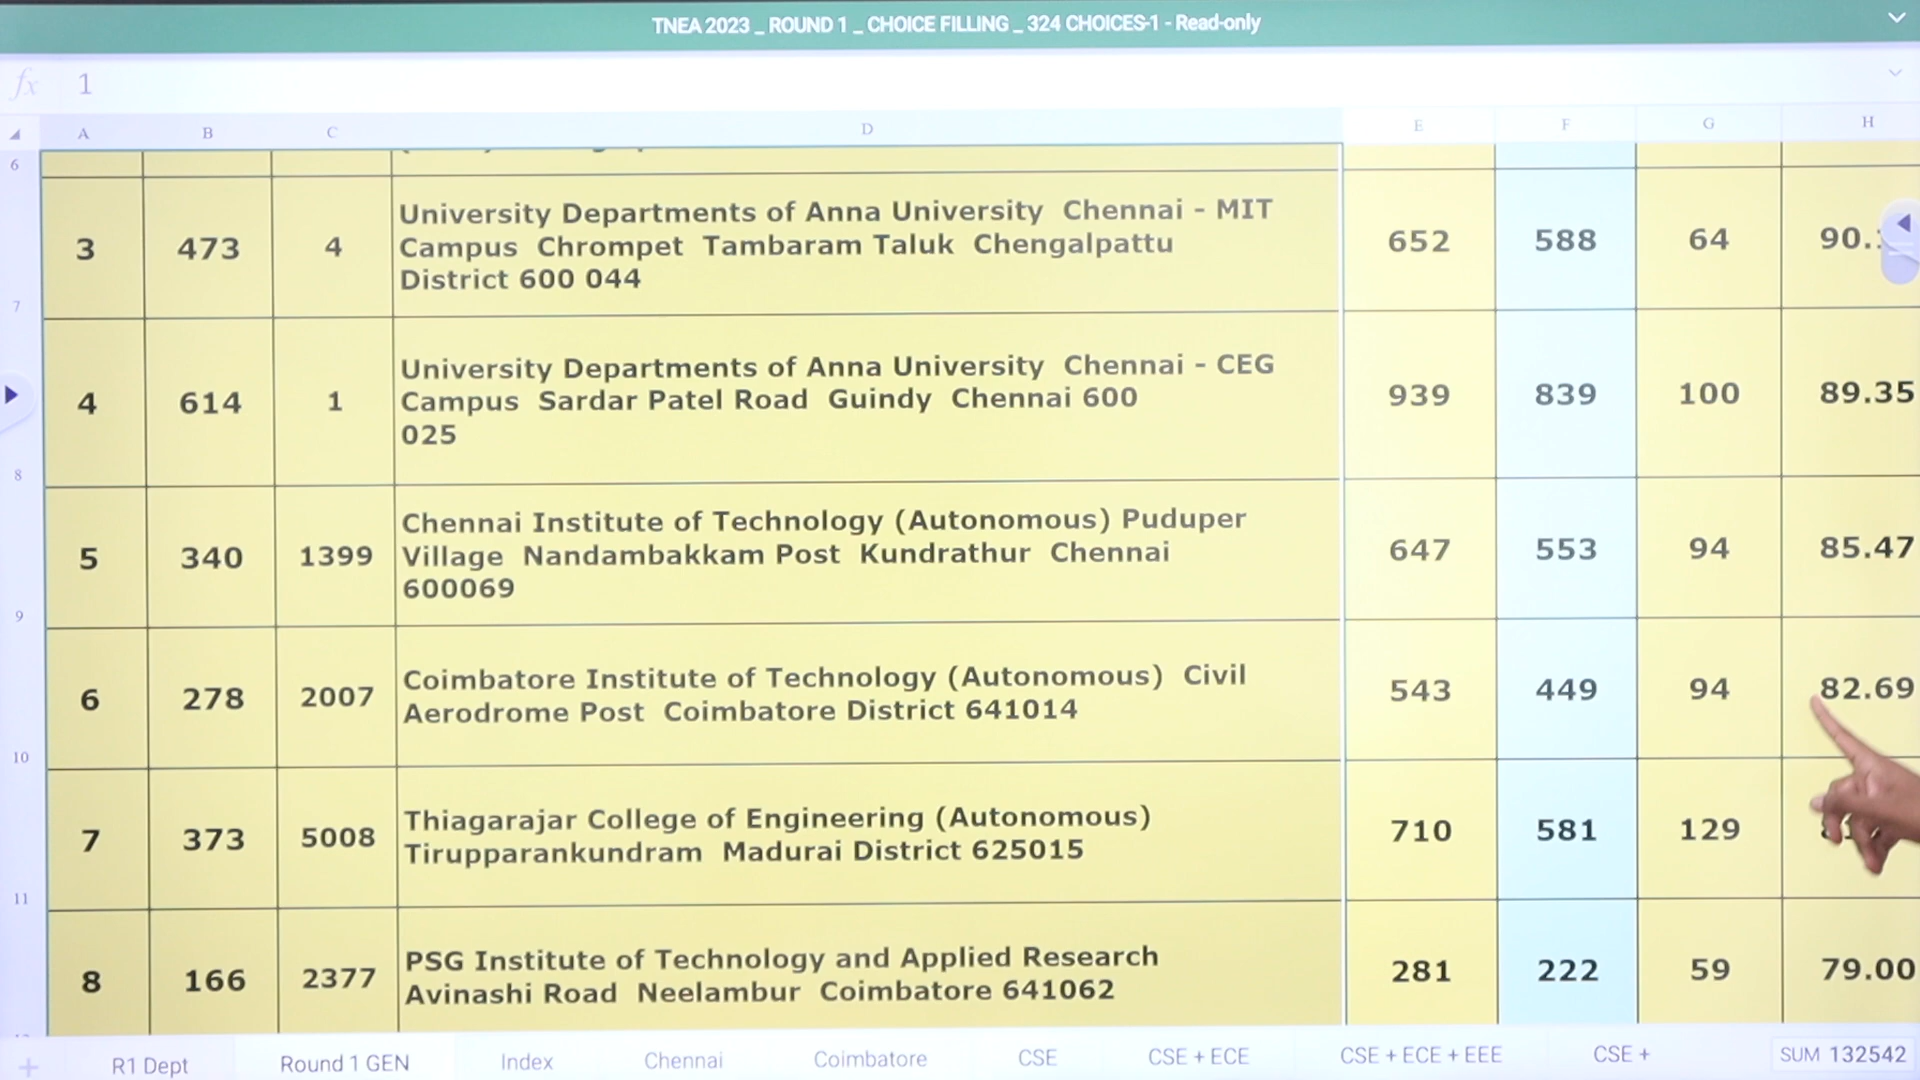 TNEA 2023 _ ROUND 1 _ CHOICE FILLING _ 324 CHOICES-1 - Read-only
fx 1
A B C D E F G H
6
3 473 4 University Departments of Anna University Chennai - MIT
Campus Chrompet Tambaram Taluk Chengalpattu
District 600 044 652 588 64 90.
7
4 614 1 University Departments of Anna University Chennai - CEG
Campus Sardar Patel Road Guindy Chennai 600
025 939 839 100 89.35
8
5 340 1399 Chennai Institute of Technology (Autonomous) Puduper
Village Nandambakkam Post Kundrathur Chennai
600069 647 553 94 85.47
9
6 278 2007 Coimbatore Institute of Technology (Autonomous) Civil
Aerodrome Post Coimbatore District 641014 543 449 94 82.69
10
7 373 5008 Thiagarajar College of Engineering (Autonomous)
Tirupparankundram Madurai District 625015 710 581 129
11
8 166 2377 PSG Institute of Technology and Applied Research
Avinashi Road Neelambur Coimbatore 641062 281 222 59 79.00
+ R1 Dept Round 1 GEN Index Chennai Coimbatore CSE CSE + ECE CSE + ECE + EEE CSE + SUM 132542